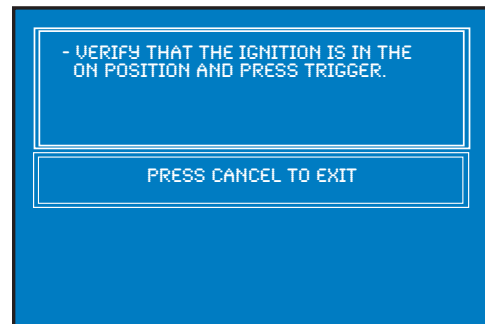 - VERIFY THAT THE IGNITION IS IN THE
ON POSITION AND PRESS TRIGGER.
PRESS CANCEL TO EXIT